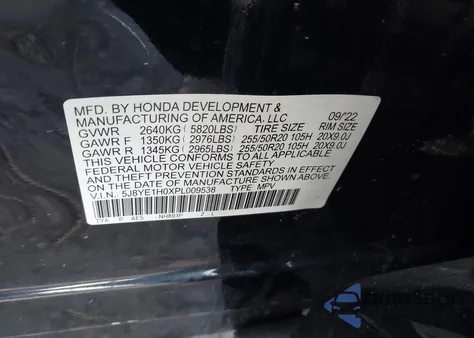 MFD. BY HONDA DEVELOPMENT &
MANUFACTURING OF AMERICA, LLC 09/22
GVWR 2640KG (5820LBS) TIRE SIZE RIM SIZE
GAWR F 1350KG (2976LBS) 255/50R20 105H 20X9.0J
GAWR R 1345KG (2965LBS) 255/50R20 105H 20X9.0J
THIS VEHICLE CONFORMS TO ALL APPLICABLE
FEDERAL MOTOR VEHICLE SAFETY
AND THEFT PREVENTION STANDARDS IN EFFECT
ON THE DATE OF MANUFACTURE SHOWN ABOVE.
V.I.N. 5J8YE1H0XPL009538 TYPE MPV
TYA P AE5 NH893P Z-L